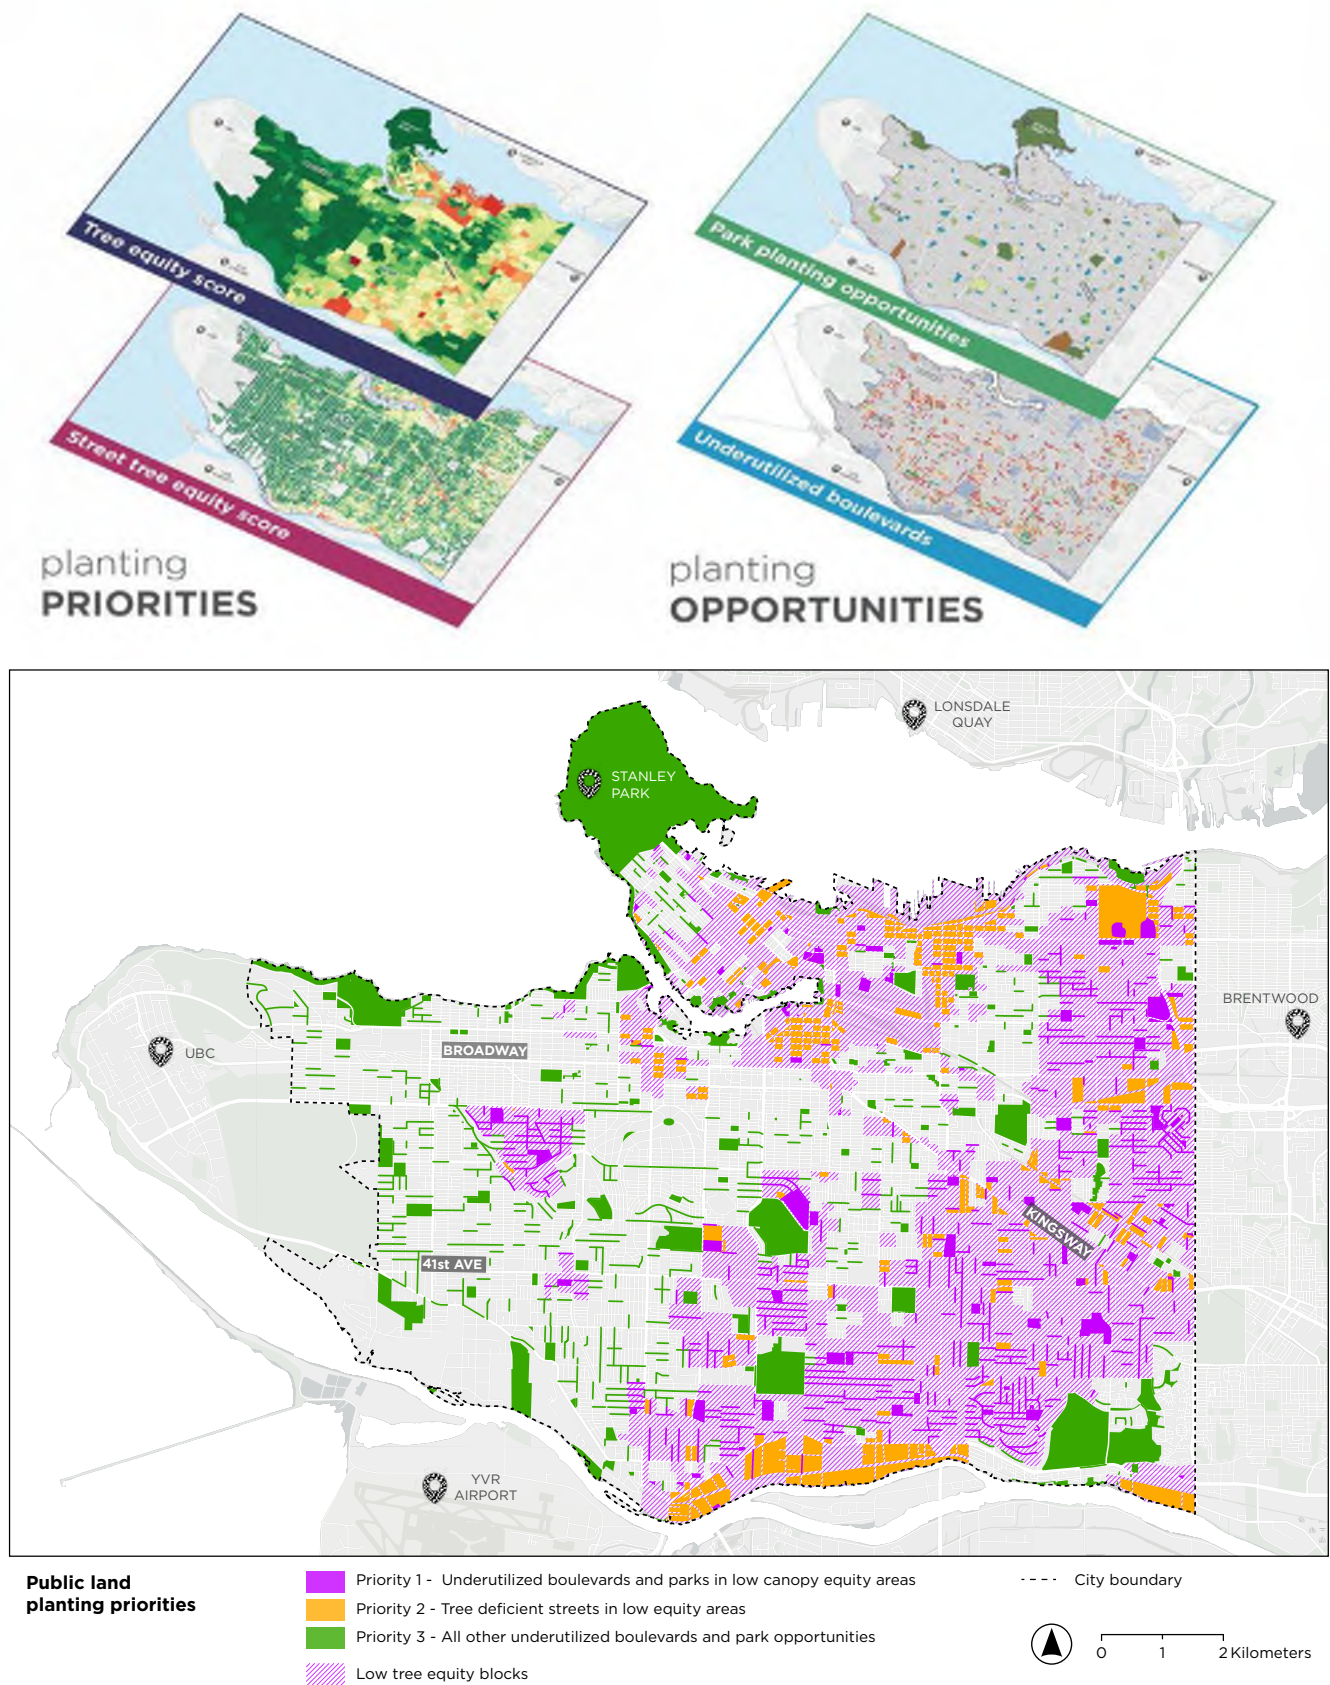 Tree equity score
Street tree equity score
planting
PRIORITIES
Park planting opportunities
Underutilized boulevards
planting
OPPORTUNITIES
LONSDALE
QUAY
STANLEY
PARK
BRENTWOOD
UBC
BROADWAY
KINGSWAY
41st AVE
YVR
AIRPORT
Public land
planting priorities
Priority 1 - Underutilized boulevards and parks in low canopy equity areas
Priority 2 - Tree deficient streets in low equity areas
Priority 3 - All other underutilized boulevards and park opportunities
Low tree equity blocks
City boundary
0 1 2 Kilometers